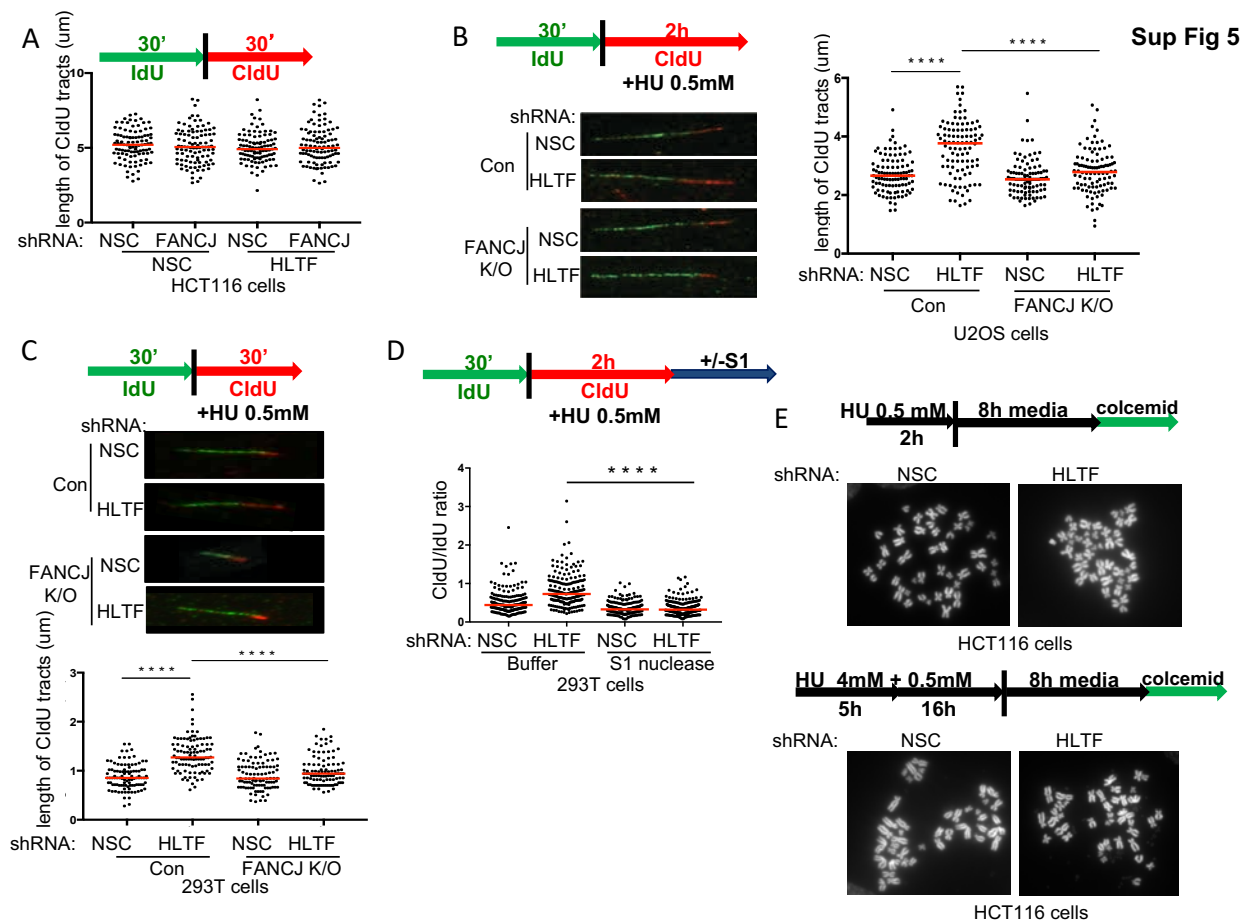 Sup Fig 5
A
30' 30'
IdU CldU
length of CldU tracts (um)
10
5
0
shRNA: NSC FANCJ NSC FANCJ
NSC HLTF
HCT116 cells
B
30' 2h
IdU CldU
+HU 0.5mM
shRNA:
Con
NSC
HLTF
FANCJ K/O
NSC
HLTF
length of CldU tracts (um)
8
6
4
2
0
**** ****
shRNA: NSC HLTF NSC HLTF
Con FANCJ K/O
U2OS cells
C
30' 30'
IdU CldU
+HU 0.5mM
shRNA:
Con
NSC
HLTF
FANCJ K/O
NSC
HLTF
length of CldU tracts (um)
3
2
1
0
**** ****
shRNA: NSC HLTF NSC HLTF
Con FANCJ K/O
293T cells
D
30' 2h +/-S1
IdU CldU
+HU 0.5mM
CldU/IdU ratio
4
3
2
1
0
****
shRNA: NSC HLTF NSC HLTF
Buffer S1 nuclease
293T cells
E
HU 0.5 mM 8h media colcemid
2h
shRNA: NSC HLTF
HCT116 cells
HU 4mM + 0.5mM 8h media colcemid
5h 16h
shRNA: NSC HLTF
HCT116 cells